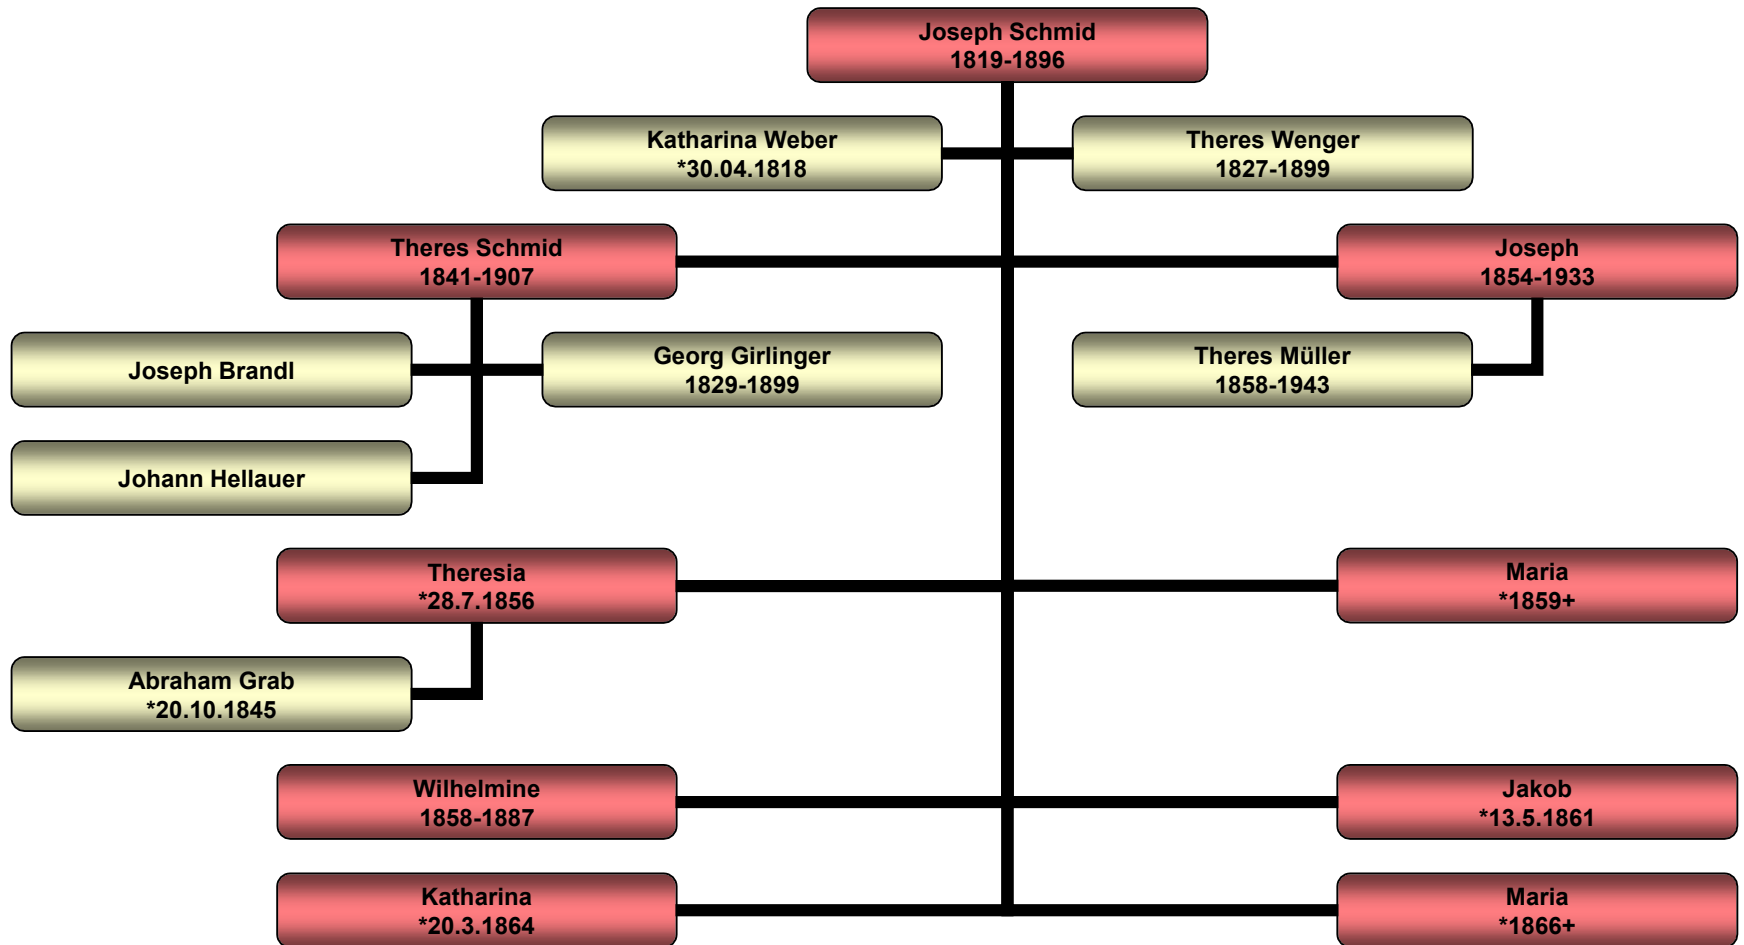 Joseph Schmid
1819-1896
Katharina Weber
*30.04.1818
Theres Wenger
1827-1899
Theres Schmid
1841-1907
Joseph
1854-1933
Joseph Brandl
Georg Girlinger
1829-1899
Theres Müller
1858-1943
Johann Hellauer
Theresia
*28.7.1856
Maria
*1859+
Abraham Grab
*20.10.1845
Wilhelmine
1858-1887
Jakob
*13.5.1861
Katharina
*20.3.1864
Maria
*1866+